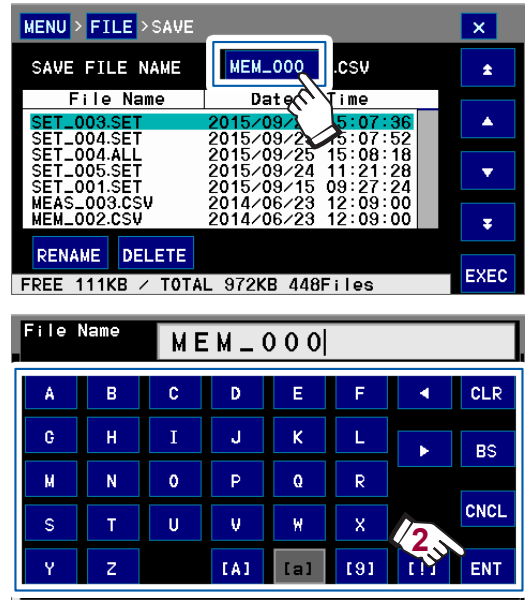 MENU > FILE >SAVE ×
SAVE FILE NAME MEM_000 .CSV
File Name Date Time
SET_003.SET 2015/09/ 5:07:36
SET_004.SET 2015/09/25 15:07:52
SET_004.ALL 2015/09/25 15:08:18
SET_005.SET 2015/09/24 11:21:28
SET_001.SET 2015/09/15 09:27:24
MEAS_003.CSV 2014/06/23 12:09:00
MEM_002.CSV 2014/06/23 12:09:00
RENAME DELETE
EXEC
FREE 111KB / TOTAL 972KB 448Files
File Name MEM_000
A B C D E F CLR
G H I J K L BS
M N O P Q R
CNCL
S T U V W X
2
Y Z [A] [a] [9] [!] ENT